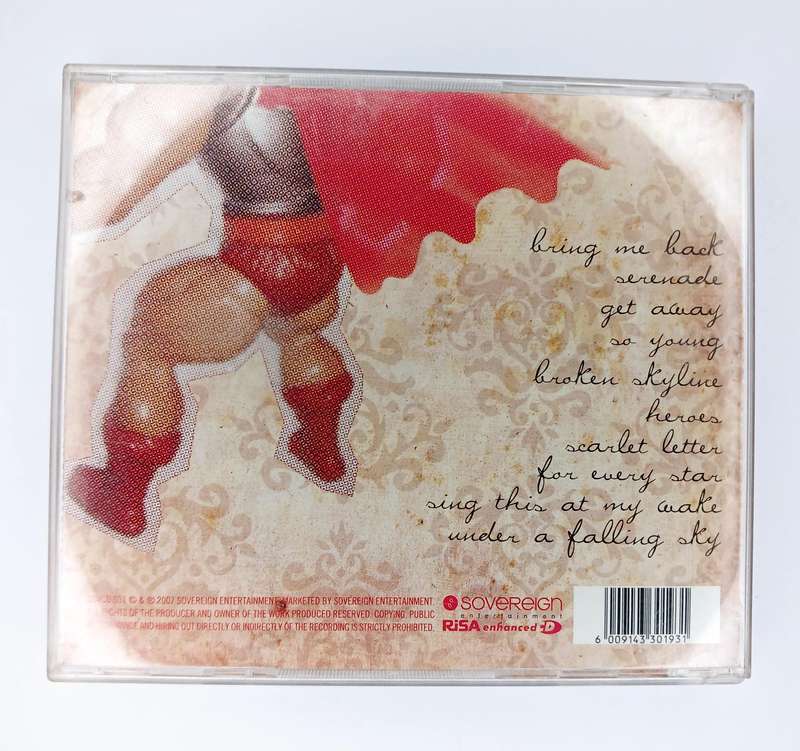 bring me back
serenade
get away
so young
broken skyline
heroes
scarlet letter
for every star
sing this at my wake
under a falling sky
© & ℗ 2007 SOVEREIGN ENTERTAINMENT. MARKETED BY SOVEREIGN ENTERTAINMENT.
OF THE PRODUCER AND OWNER OF THE WORK PRODUCED RESERVED. COPYING, PUBLIC
AND HIRING OUT DIRECTLY OR INDIRECTLY OF THE RECORDING IS STRICTLY PROHIBITED.
SOVEREIGN
entertainment
RiSA enhanced CD
6 009143 301931